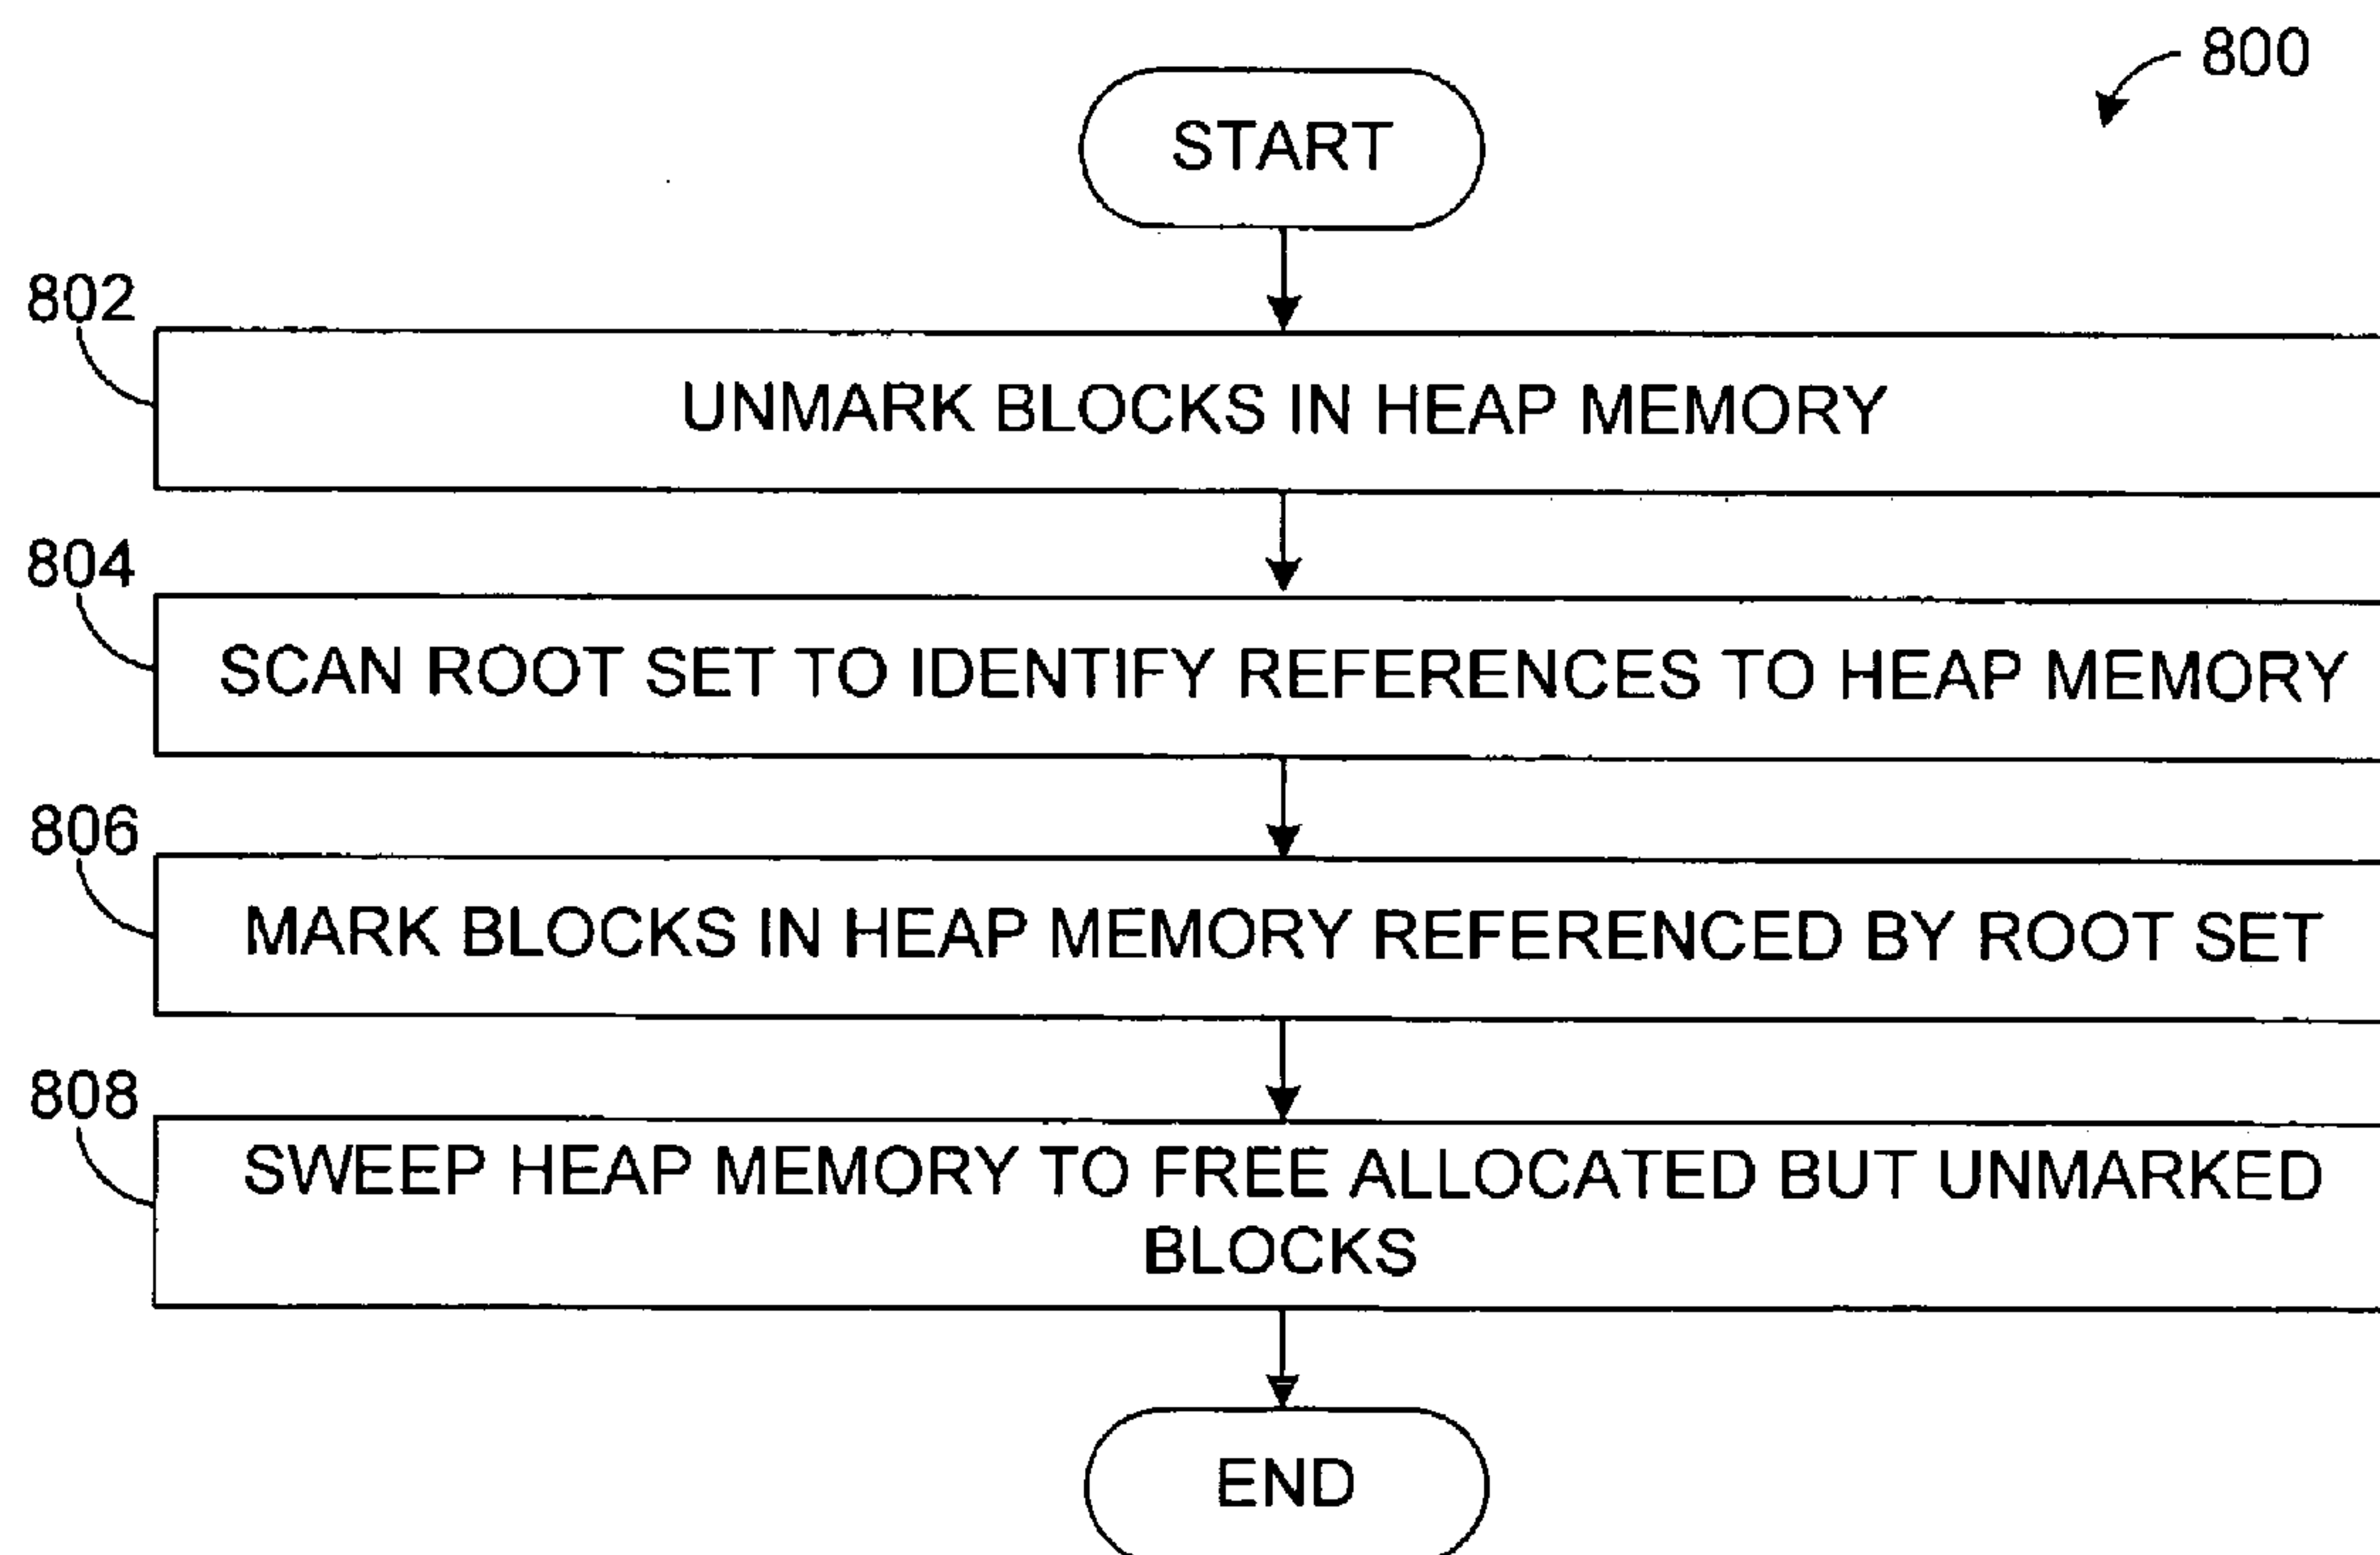 800
START
802
UNMARK BLOCKS IN HEAP MEMORY
804
SCAN ROOT SET TO IDENTIFY REFERENCES TO HEAP MEMORY
806
MARK BLOCKS IN HEAP MEMORY REFERENCED BY ROOT SET
808
SWEEP HEAP MEMORY TO FREE ALLOCATED BUT UNMARKED
BLOCKS
END